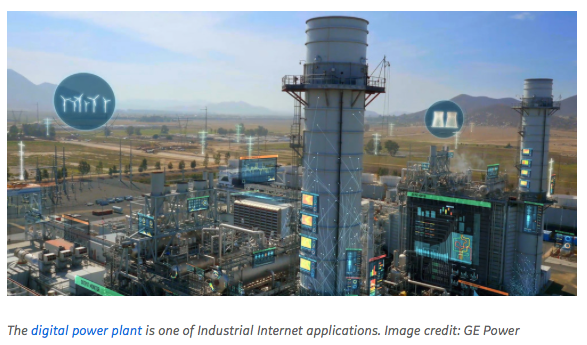 The digital power plant is one of Industrial Internet applications. Image credit: GE Power